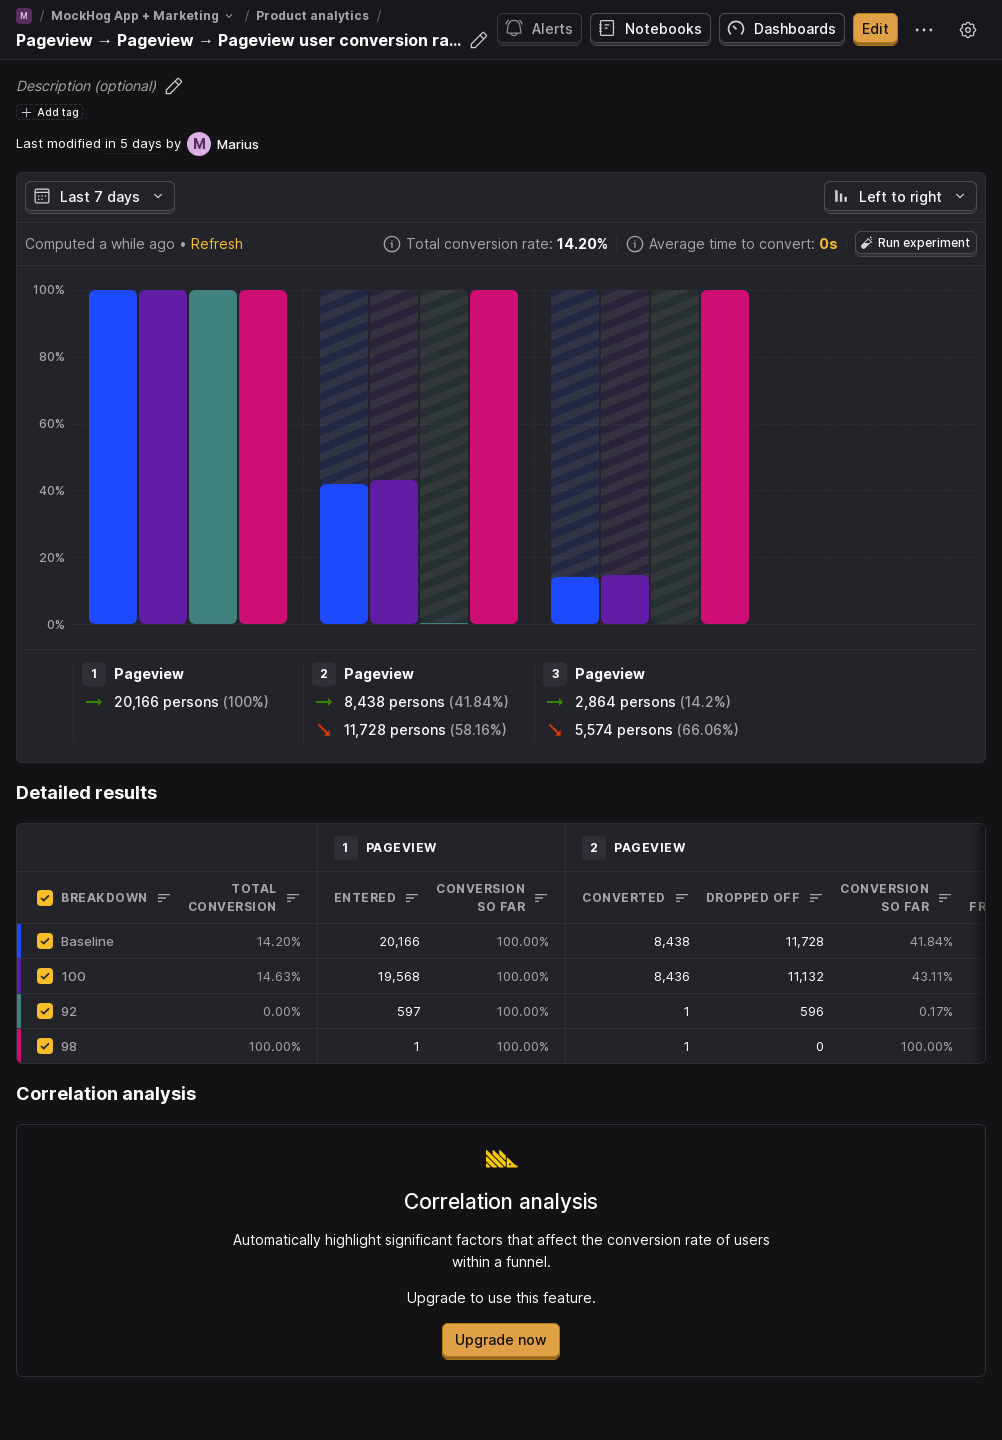 M / MockHog App + Marketing / Product analytics /
Pageview → Pageview → Pageview user conversion ra...
Alerts
Notebooks
Dashboards
Edit
Description (optional)
Add tag
Last modified in 5 days by M Marius
Last 7 days
Left to right
Computed a while ago • Refresh
Total conversion rate: 14.20%
Average time to convert: 0s
Run experiment
100%
80%
60%
40%
20%
0%
1 Pageview
20,166 persons (100%)
2 Pageview
8,438 persons (41.84%)
11,728 persons (58.16%)
3 Pageview
2,864 persons (14.2%)
5,574 persons (66.06%)
Detailed results
1 PAGEVIEW 2 PAGEVIEW
BREAKDOWN TOTAL CONVERSION ENTERED CONVERSION SO FAR CONVERTED DROPPED OFF CONVERSION SO FAR FR
Baseline 14.20% 20,166 100.00% 8,438 11,728 41.84%
100 14.63% 19,568 100.00% 8,436 11,132 43.11%
92 0.00% 597 100.00% 1 596 0.17%
98 100.00% 1 100.00% 1 0 100.00%
Correlation analysis
Correlation analysis
Automatically highlight significant factors that affect the conversion rate of users
within a funnel.
Upgrade to use this feature.
Upgrade now